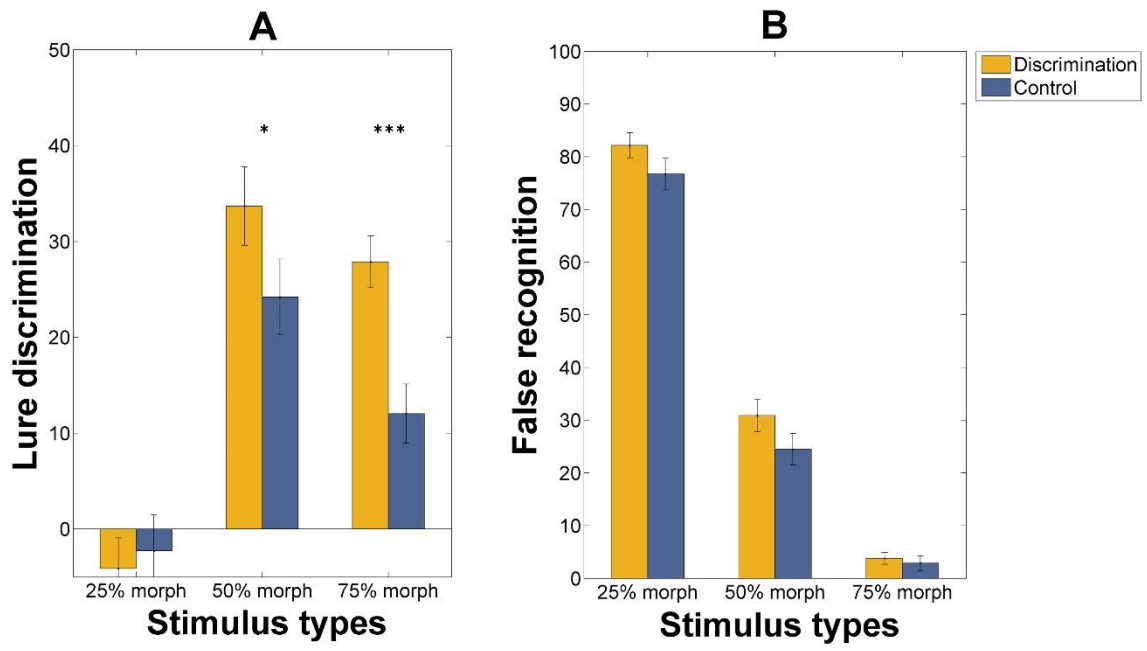 A
B
50
40
30
20
10
0
* ***
Lure discrimination
25% morph 50% morph 75% morph
Stimulus types
100
90
80
70
60
50
40
30
20
10
0
False recognition
25% morph 50% morph 75% morph
Stimulus types
Discrimination
Control